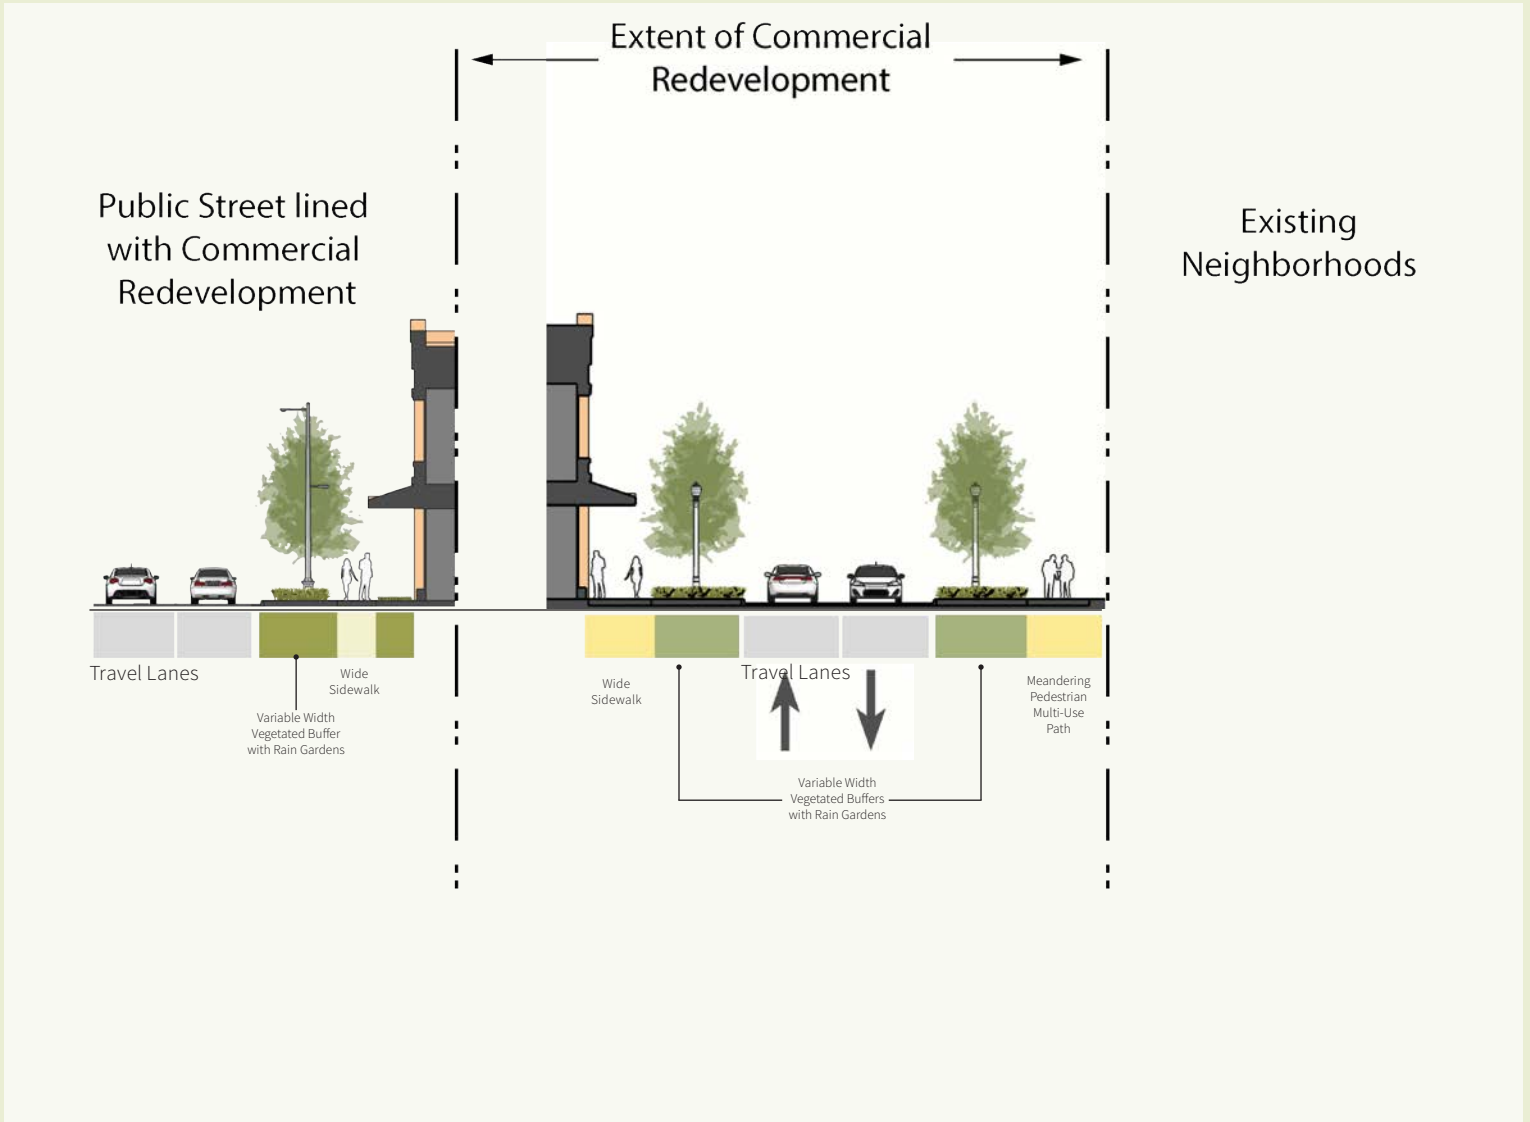 Extent of Commercial
Redevelopment
Public Street lined
with Commercial
Redevelopment
Existing
Neighborhoods
Travel Lanes
Wide
Sidewalk
Variable Width
Vegetated Buffer
with Rain Gardens
Wide
Sidewalk
Travel Lanes
Meandering
Pedestrian
Multi-Use
Path
Variable Width
Vegetated Buffers
with Rain Gardens